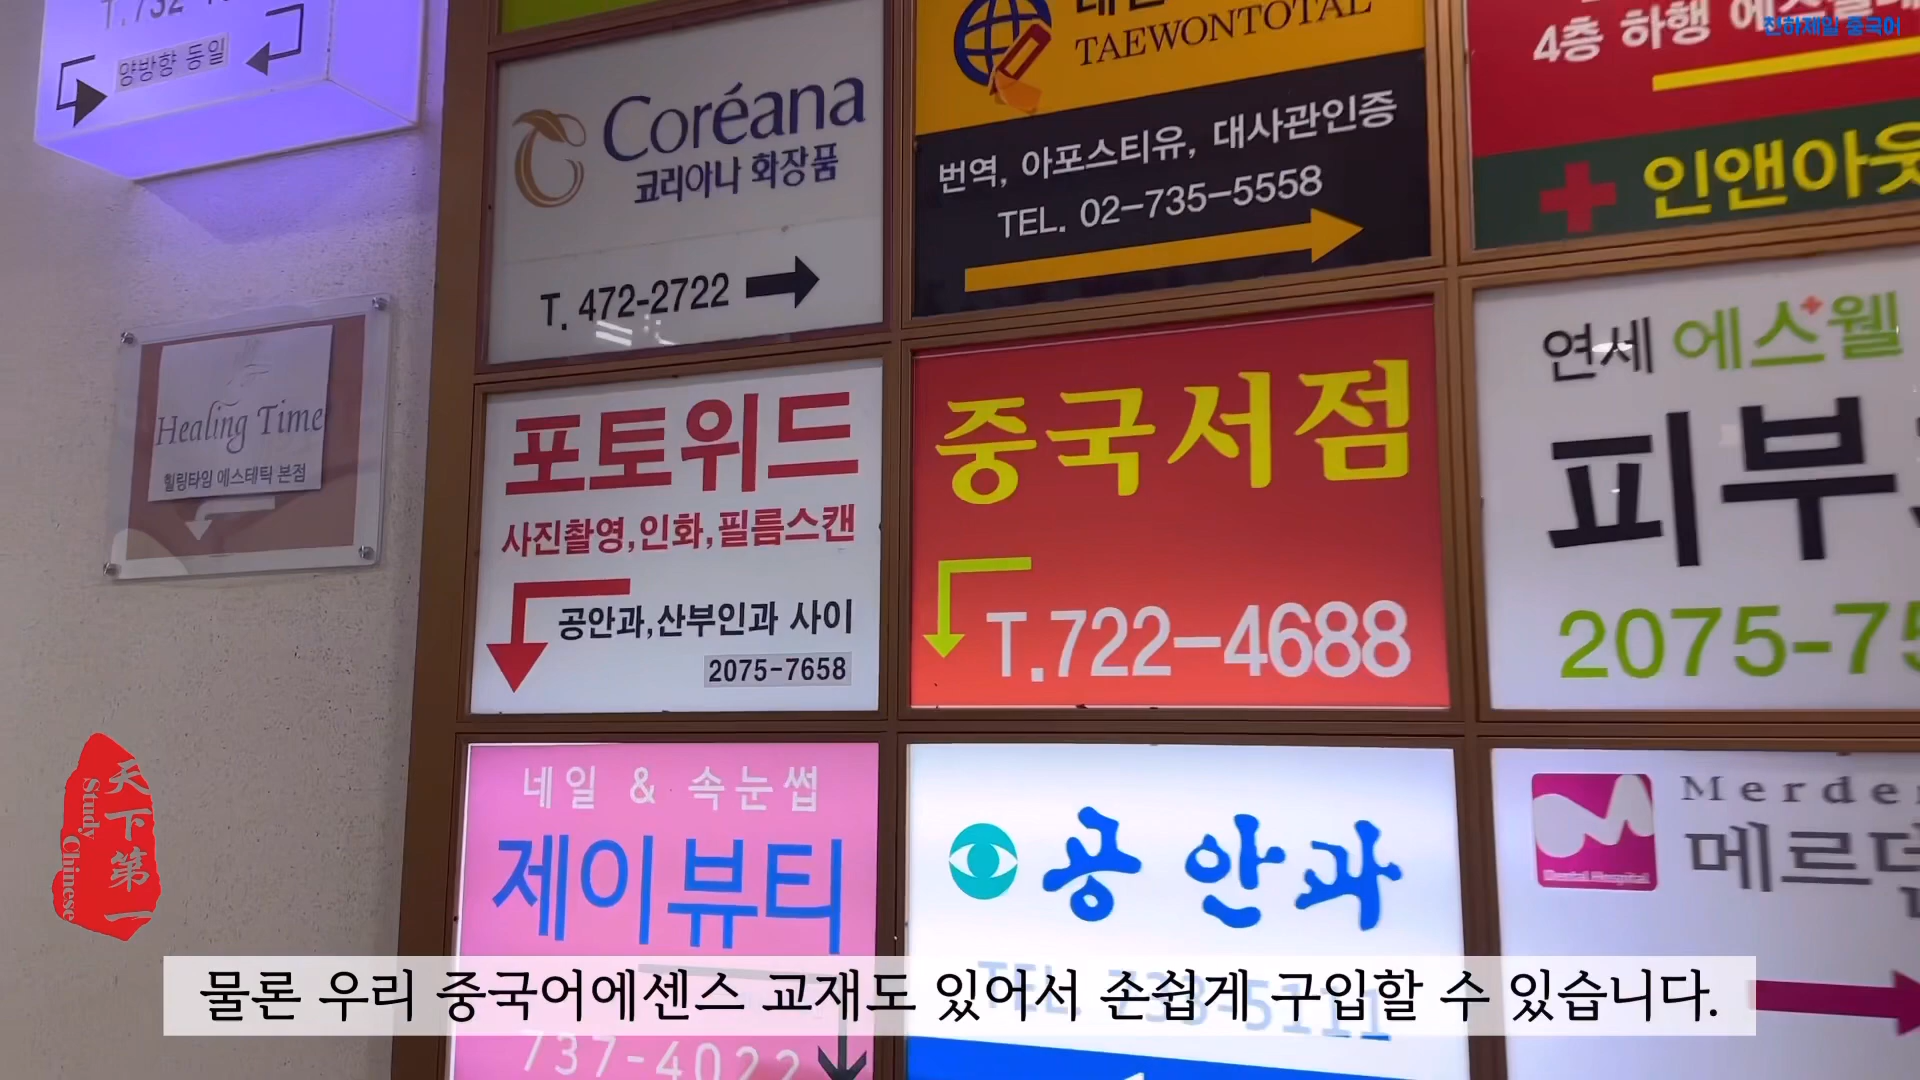 양방향 동일
Coréana
코리아나 화장품
T. 472-2722
TAEWONTOTAL
번역, 아포스티유, 대사관인증
TEL. 02-735-5558
4층 하행
천하제일 중국어
인앤아웃
Healing Time
힐링타임 에스테틱 본점
포토위드
사진촬영,인화,필름스캔
공안과,산부인과 사이
2075-7658
중국서점
T.722-4688
연세 에스웰
피부
2075-75
네일 & 속눈썹
제이뷰티
737-4022
공안과
TEL. 733-5111
Merde
메르
Dental Hospital
天下第一
Study Chinese
물론 우리 중국어에센스 교재도 있어서 손쉽게 구입할 수 있습니다.